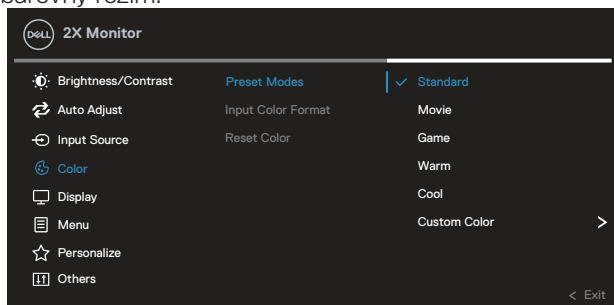 barevný režim.
DELL 2X Monitor
Brightness/Contrast Preset Modes Standard
Auto Adjust Input Color Format Movie
Input Source Reset Color Game
Color Warm
Display Cool
Menu Custom Color >
Personalize
Others
< Exit